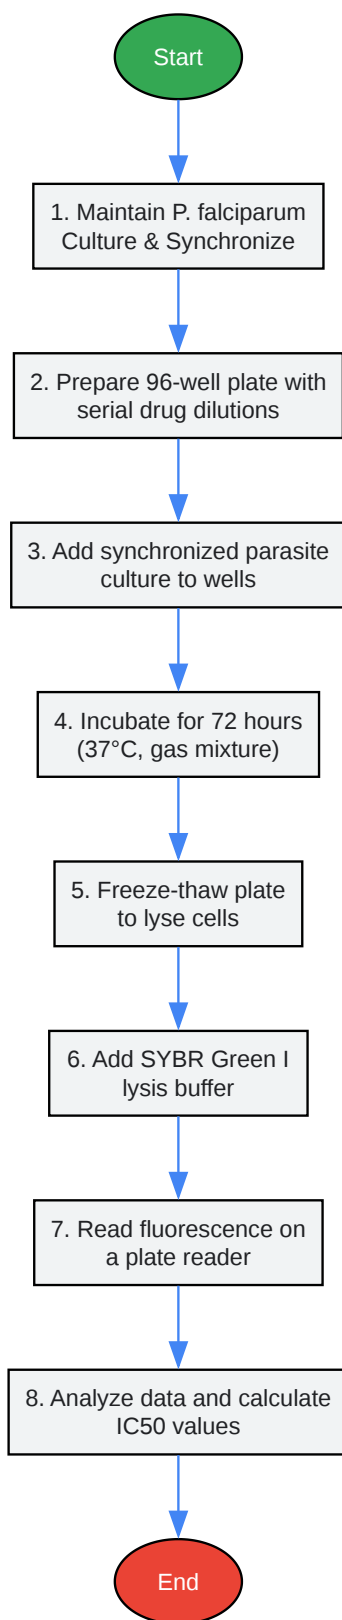 Start
1. Maintain P. falciparum
Culture & Synchronize
2. Prepare 96-well plate with
serial drug dilutions
3. Add synchronized parasite
culture to wells
4. Incubate for 72 hours
(37°C, gas mixture)
5. Freeze-thaw plate
to lyse cells
6. Add SYBR Green I
lysis buffer
7. Read fluorescence on
a plate reader
8. Analyze data and calculate
IC50 values
End